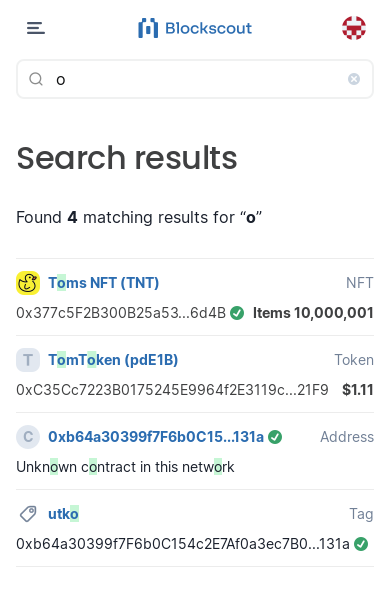 Blockscout
o
Search results
Found 4 matching results for “o”
Toms NFT (TNT) NFT
0x377c5F2B300B25a53...6d4B Items 10,000,001
T TomToken (pdE1B) Token
0xC35Cc7223B0175245E9964f2E3119c...21F9 $1.11
C 0xb64a30399f7F6b0C15...131a Address
Unknown contract in this network
utko Tag
0xb64a30399f7F6b0C154c2E7Af0a3ec7B0...131a